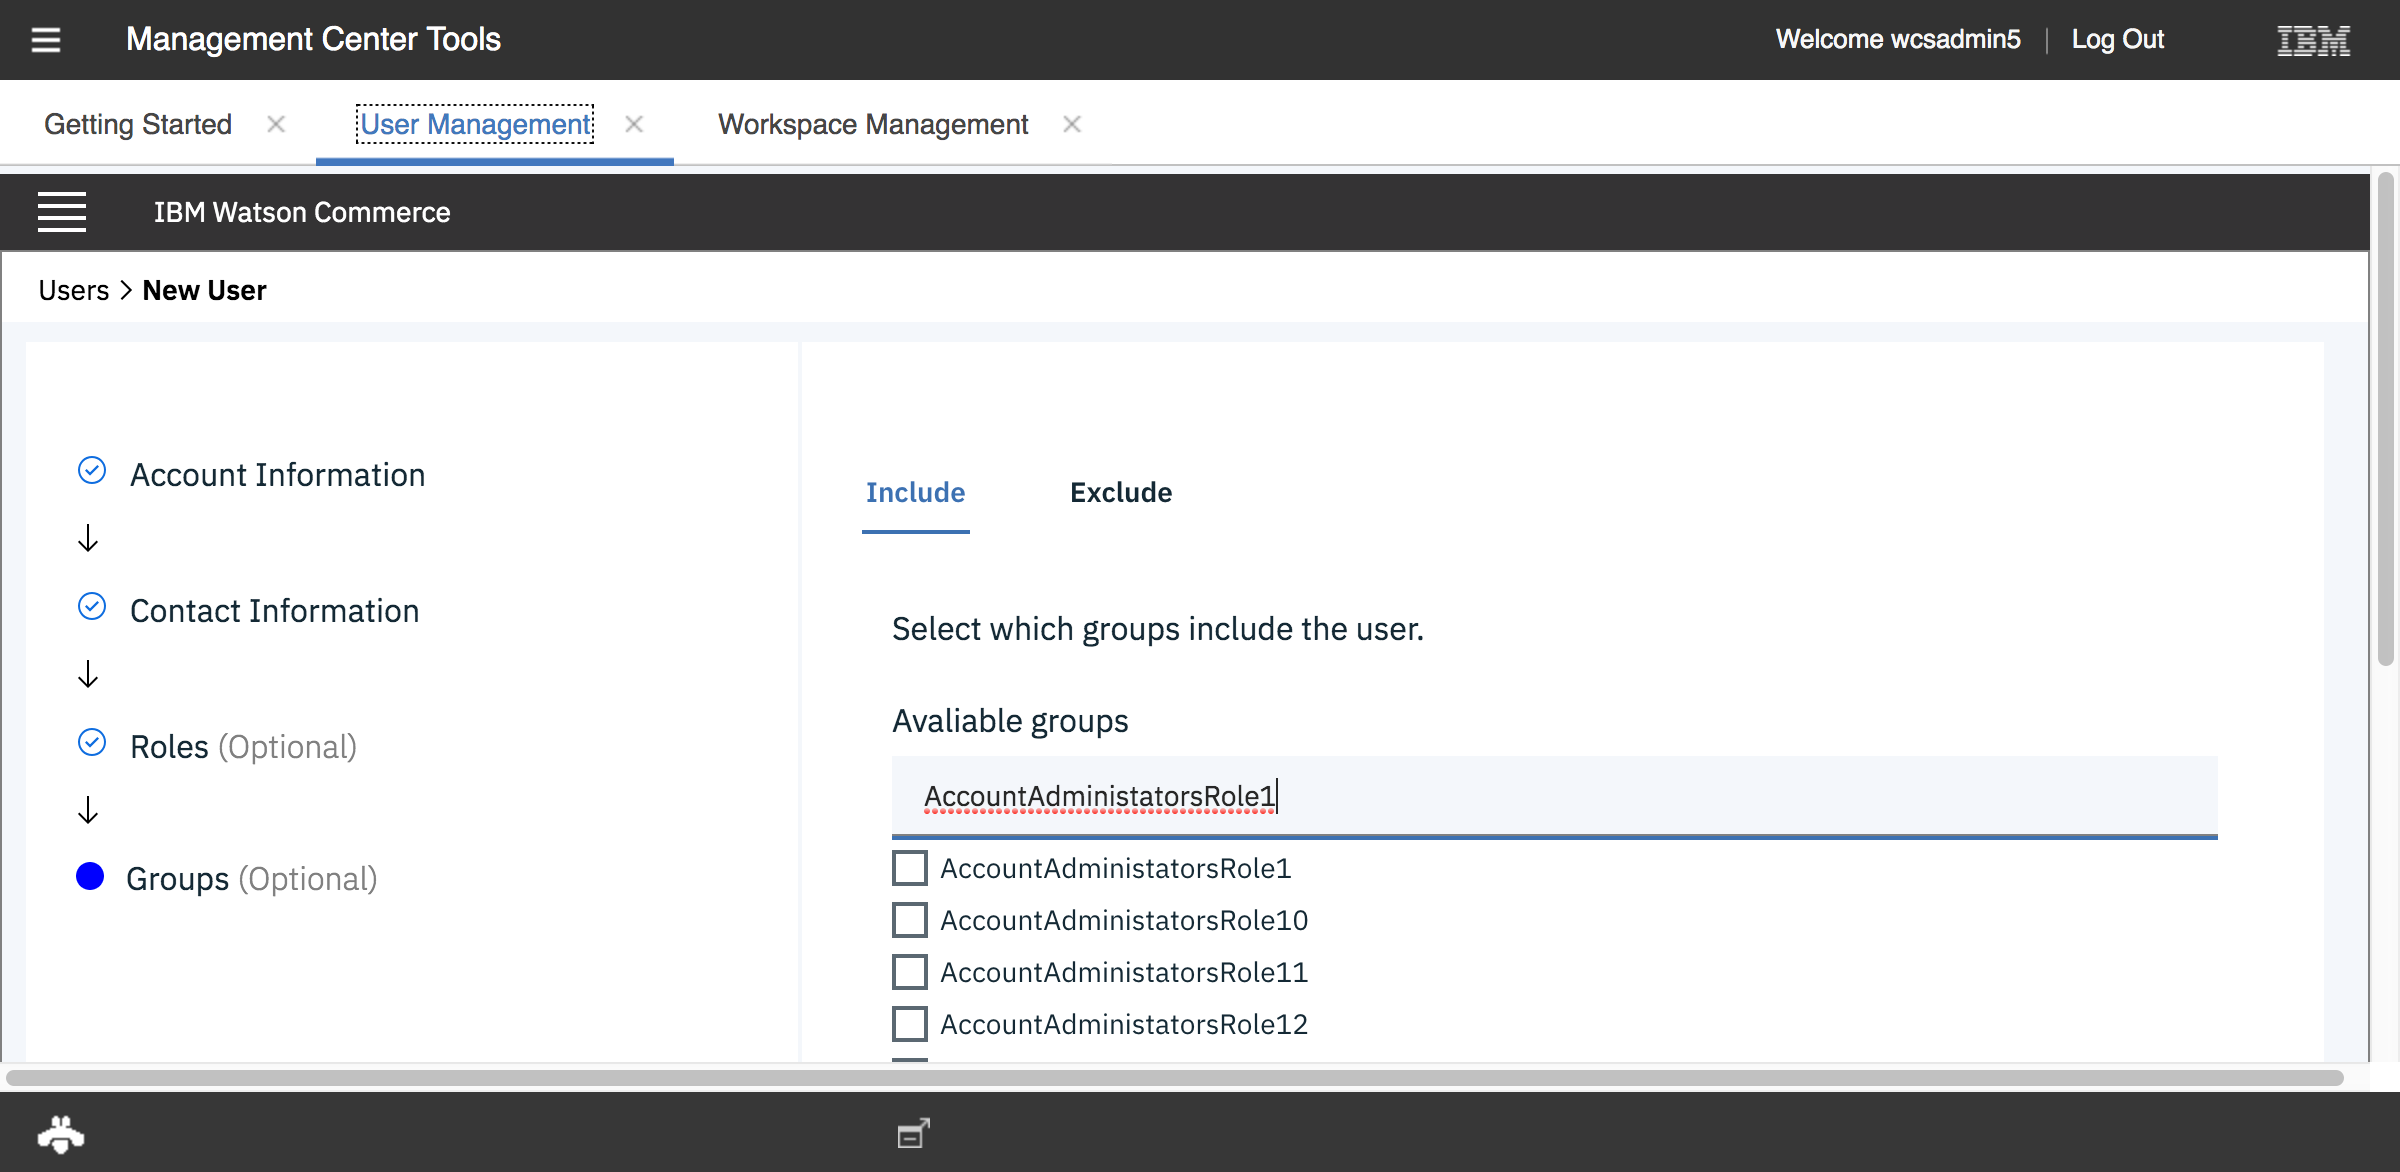 Management Center Tools
Welcome wcsadmin5 | Log Out
IBM
Getting Started
User Management
Workspace Management
IBM Watson Commerce
Users > New User
Account Information
Contact Information
Roles (Optional)
Groups (Optional)
Include
Exclude
Select which groups include the user.
Avaliable groups
AccountAdministatorsRole1
AccountAdministatorsRole1
AccountAdministatorsRole10
AccountAdministatorsRole11
AccountAdministatorsRole12